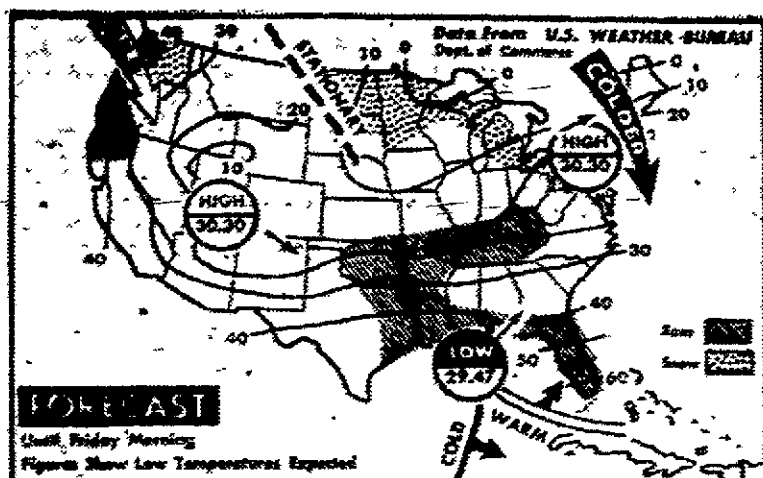 Data From U.S. WEATHER BUREAU
Dept. of Commerce
40
30
STATIONARY
10
0
0
COLDER
0
10
20
20
10
HIGH
30.30
HIGH
30.30
40
30
40
40
LOW
29.47
50
60
Rain
Snow
COLD
WARM
FORECAST
Until Friday Morning
Figures Show Low Temperatures Expected